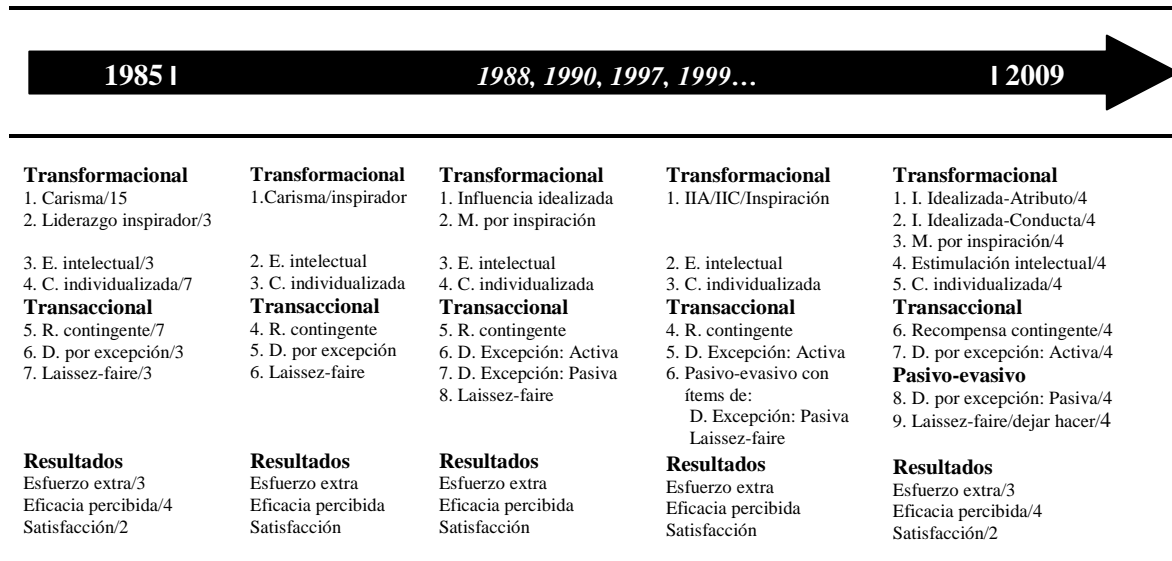 1985 | 1988, 1990, 1997, 1999… | 2009
Transformacional
1. Carisma/15
2. Liderazgo inspirador/3
3. E. intelectual/3
4. C. individualizada/7
Transaccional
5. R. contingente/7
6. D. por excepción/3
7. Laissez-faire/3
Resultados
Esfuerzo extra/3
Eficacia percibida/4
Satisfacción/2
Transformacional
1.Carisma/inspirador
2. E. intelectual
3. C. individualizada
Transaccional
4. R. contingente
5. D. por excepción
6. Laissez-faire
Resultados
Esfuerzo extra
Eficacia percibida
Satisfacción
Transformacional
1. Influencia idealizada
2. M. por inspiración
3. E. intelectual
4. C. individualizada
Transaccional
5. R. contingente
6. D. Excepción: Activa
7. D. Excepción: Pasiva
8. Laissez-faire
Resultados
Esfuerzo extra
Eficacia percibida
Satisfacción
Transformacional
1. IIA/IIC/Inspiración
2. E. intelectual
3. C. individualizada
Transaccional
4. R. contingente
5. D. Excepción: Activa
6. Pasivo-evasivo con
ítems de:
D. Excepción: Pasiva
Laissez-faire
Resultados
Esfuerzo extra
Eficacia percibida
Satisfacción
Transformacional
1. I. Idealizada-Atributo/4
2. I. Idealizada-Conducta/4
3. M. por inspiración/4
4. Estimulación intelectual/4
5. C. individualizada/4
Transaccional
6. Recompensa contingente/4
7. D. por excepción: Activa/4
Pasivo-evasivo
8. D. por excepción: Pasiva/4
9. Laissez-faire/dejar hacer/4
Resultados
Esfuerzo extra/3
Eficacia percibida/4
Satisfacción/2